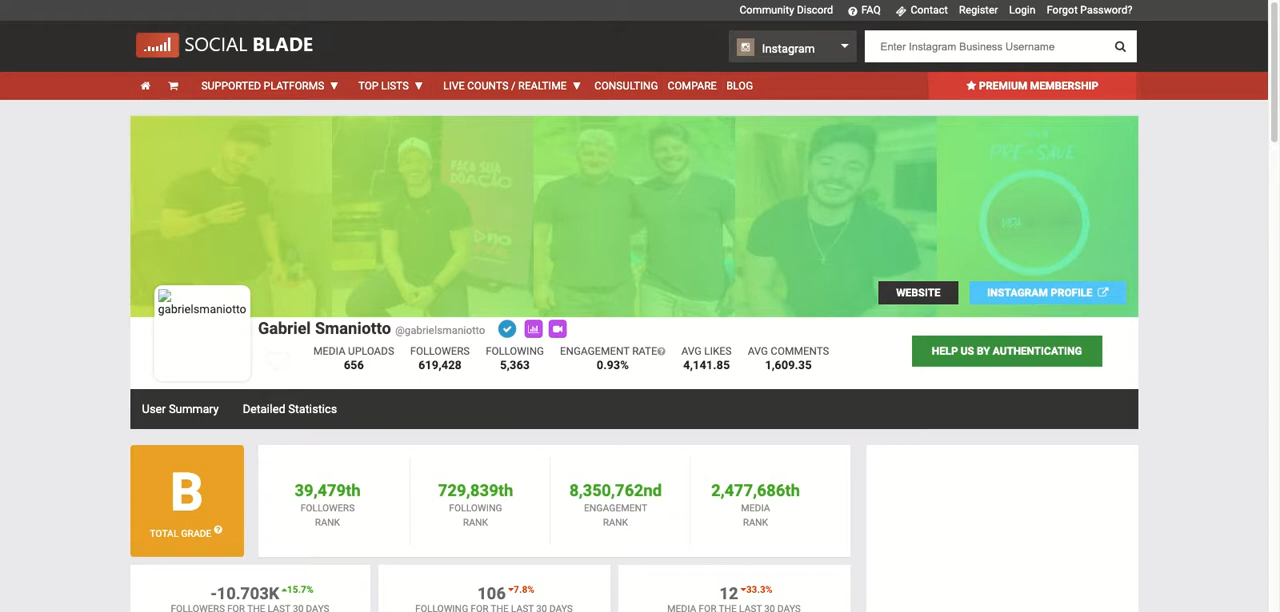 Community Discord FAQ Contact Register Login Forgot Password?
SOCIAL BLADE
Instagram
Enter Instagram Business Username
SUPPORTED PLATFORMS ▼ TOP LISTS ▼ LIVE COUNTS / REALTIME ▼ CONSULTING COMPARE BLOG
PREMIUM MEMBERSHIP
FAÇA SUA
DOAÇÃO
PRE-SAVE
WEBSITE
INSTAGRAM PROFILE
gabrielsmaniotto
Gabriel Smaniotto @gabrielsmaniotto
MEDIA UPLOADS FOLLOWERS FOLLOWING ENGAGEMENT RATE AVG LIKES AVG COMMENTS
656 619,428 5,363 0.93% 4,141.85 1,609.35
HELP US BY AUTHENTICATING
User Summary Detailed Statistics
B
TOTAL GRADE
39,479th 729,839th 8,350,762nd 2,477,686th
FOLLOWERS FOLLOWING ENGAGEMENT MEDIA
RANK RANK RANK RANK
-10.703K 15.7% 106 7.8% 12 33.3%
FOLLOWERS FOR THE LAST 30 DAYS FOLLOWING FOR THE LAST 30 DAYS MEDIA FOR THE LAST 30 DAYS